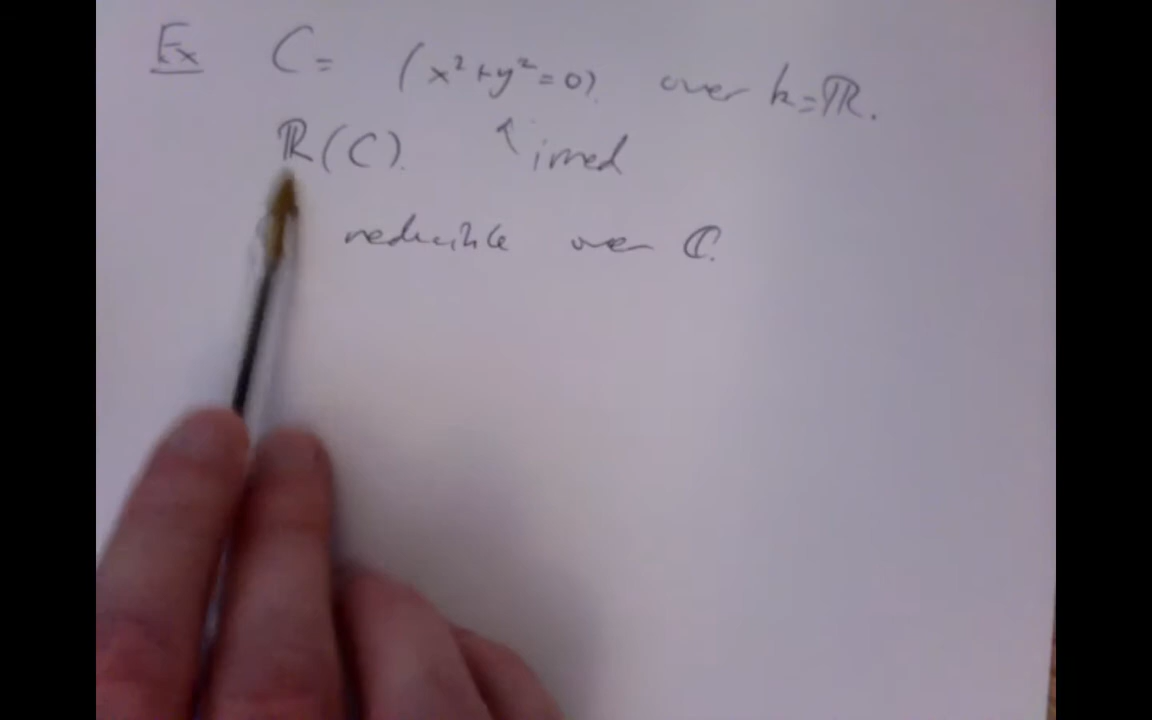 Ex C = (x²+y²=0) over k=ℝ.
ℝ(C). ↑ irred
reducible over ℂ.